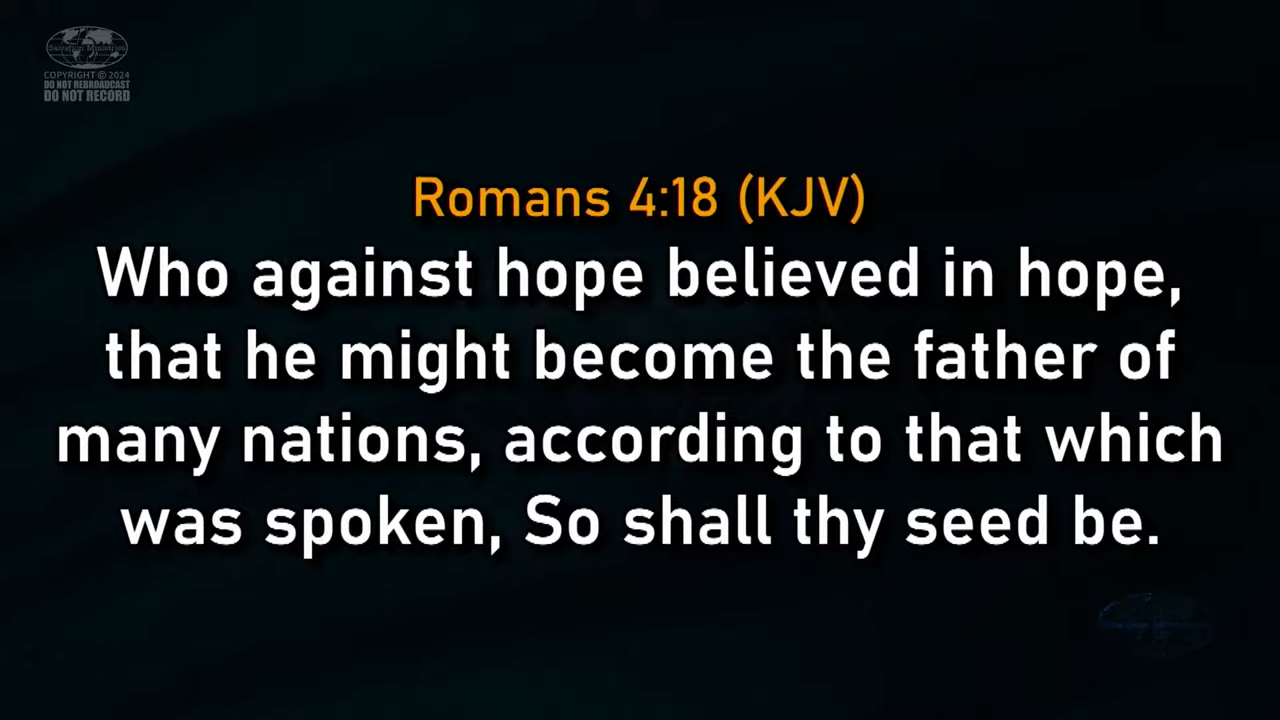 Salvation Ministries
COPYRIGHT © 2024
DO NOT REBROADCAST
DO NOT RECORD
Romans 4:18 (KJV)
Who against hope believed in hope,
that he might become the father of
many nations, according to that which
was spoken, So shall thy seed be.